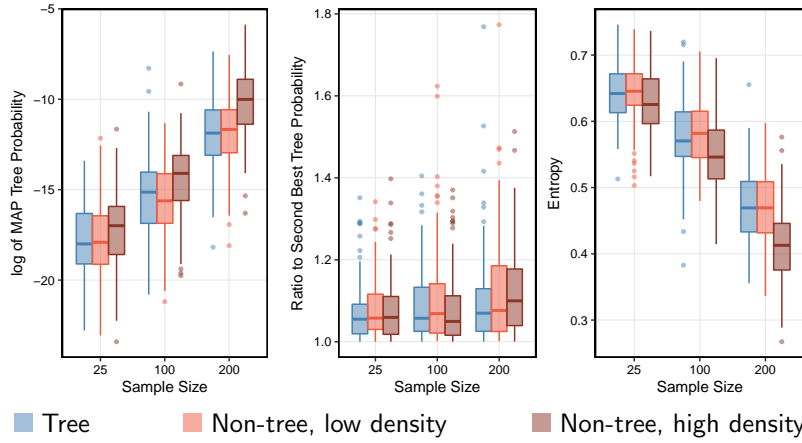 log of MAP Tree Probability
−5
−10
−15
−20
25
100
200
Sample Size
Ratio to Second Best Tree Probability
1.8
1.6
1.4
1.2
1.0
25
100
200
Sample Size
Entropy
0.7
0.6
0.5
0.4
0.3
25
100
200
Sample Size
Tree
Non-tree, low density
Non-tree, high density